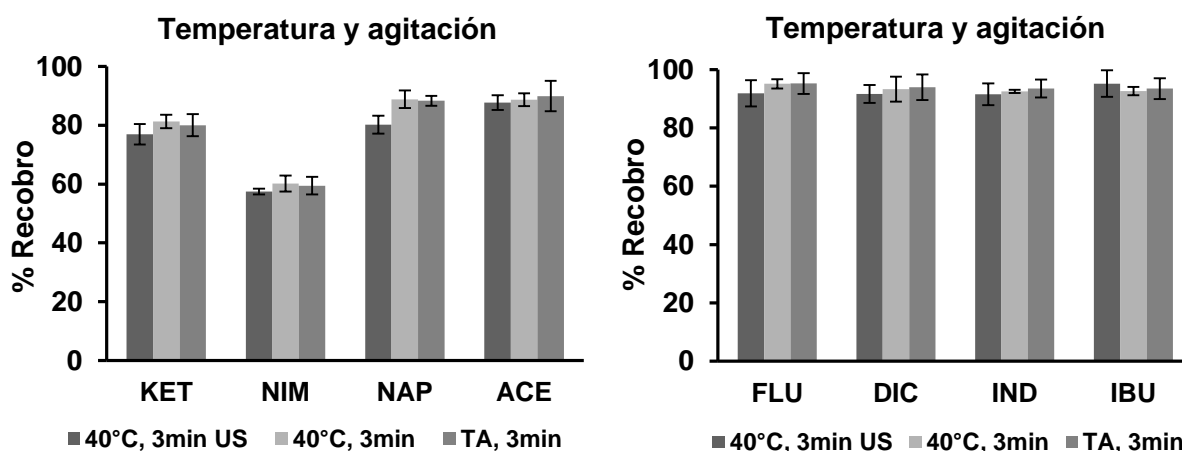 Temperatura y agitación
% Recobro
100
80
60
40
20
0
KET NIM NAP ACE
40°C, 3min US 40°C, 3min TA, 3min
Temperatura y agitación
% Recobro
100
80
60
40
20
0
FLU DIC IND IBU
40°C, 3min US 40°C, 3min TA, 3min